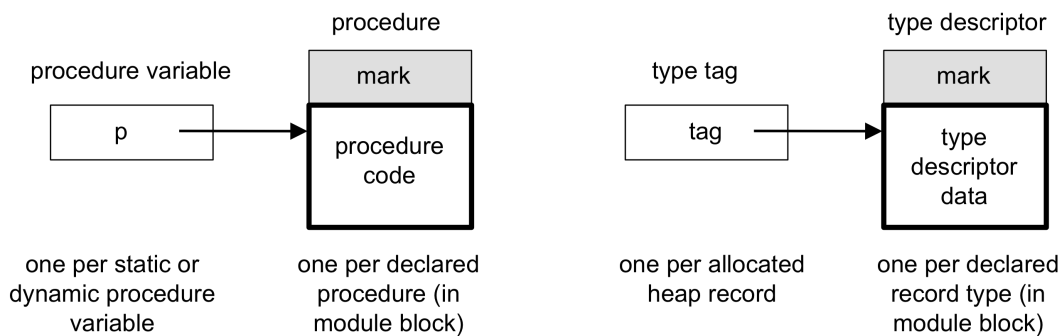 procedure
type descriptor
procedure variable
mark
type tag
mark
p
procedure
code
tag
type
descriptor
data
one per static or
dynamic procedure
variable
one per declared
procedure (in
module block)
one per allocated
heap record
one per declared
record type (in
module block)